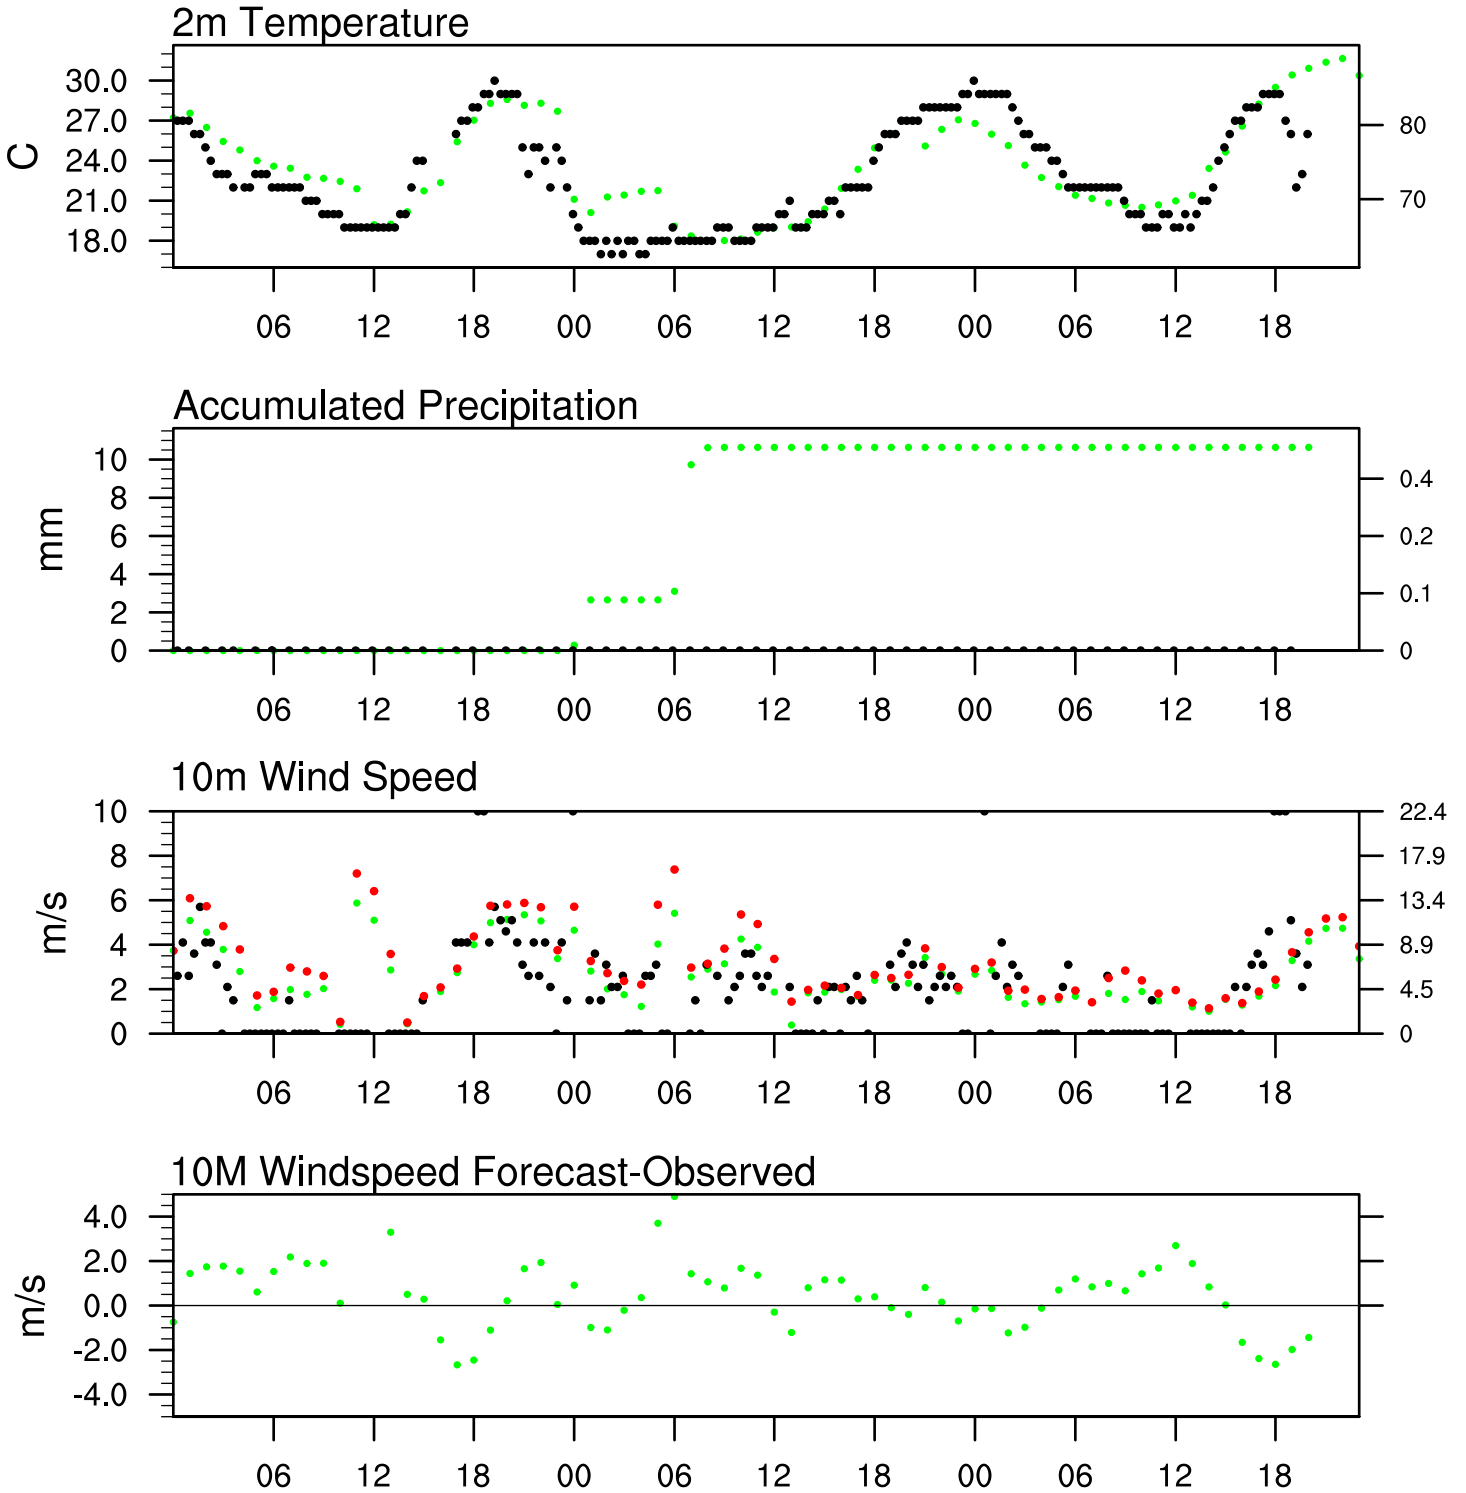 2m Temperature
30.0
27.0
24.0
21.0
18.0
C
80
70
06 12 18 00 06 12 18 00 06 12 18
Accumulated Precipitation
10
8
6
4
2
0
mm
0.4
0.2
0.1
0
06 12 18 00 06 12 18 00 06 12 18
10m Wind Speed
10
8
6
4
2
0
m/s
22.4
17.9
13.4
8.9
4.5
0
06 12 18 00 06 12 18 00 06 12 18
10M Windspeed Forecast-Observed
4.0
2.0
0.0
-2.0
-4.0
m/s
06 12 18 00 06 12 18 00 06 12 18